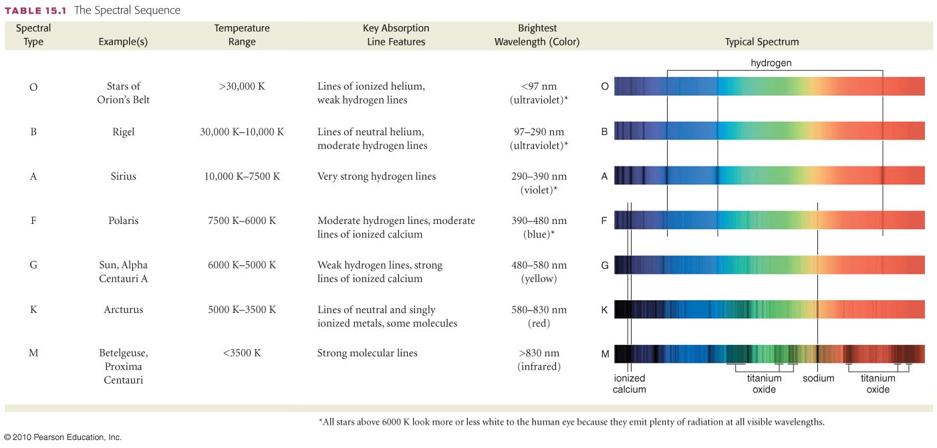 TABLE 15.1 The Spectral Sequence
Spectral Type Example(s) Temperature Range Key Absorption Line Features Brightest Wavelength (Color) Typical Spectrum
hydrogen
O Stars of Orion's Belt >30,000 K Lines of ionized helium, weak hydrogen lines <97 nm (ultraviolet)* O
B Rigel 30,000 K–10,000 K Lines of neutral helium, moderate hydrogen lines 97–290 nm (ultraviolet)* B
A Sirius 10,000 K–7500 K Very strong hydrogen lines 290–390 nm (violet)* A
F Polaris 7500 K–6000 K Moderate hydrogen lines, moderate lines of ionized calcium 390–480 nm (blue)* F
G Sun, Alpha Centauri A 6000 K–5000 K Weak hydrogen lines, strong lines of ionized calcium 480–580 nm (yellow) G
K Arcturus 5000 K–3500 K Lines of neutral and singly ionized metals, some molecules 580–830 nm (red) K
M Betelgeuse, Proxima Centauri <3500 K Strong molecular lines >830 nm (infrared) M
ionized calcium titanium oxide sodium titanium oxide
*All stars above 6000 K look more or less white to the human eye because they emit plenty of radiation at all visible wavelengths.
© 2010 Pearson Education, Inc.